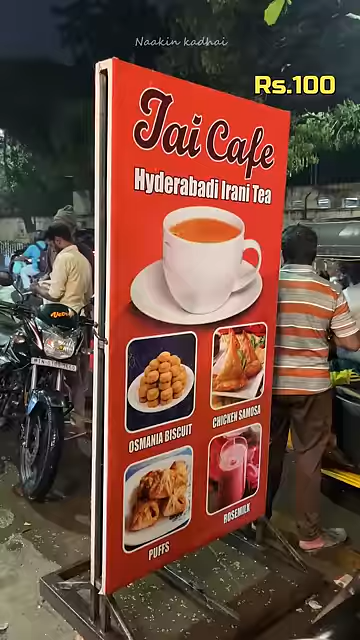 Naakin kadhai
Rs.100
Jai Cafe
Hyderabadi Irani Tea
OSMANIA BISCUIT
CHICKEN SAMOSA
PUFFS
ROSEMILK